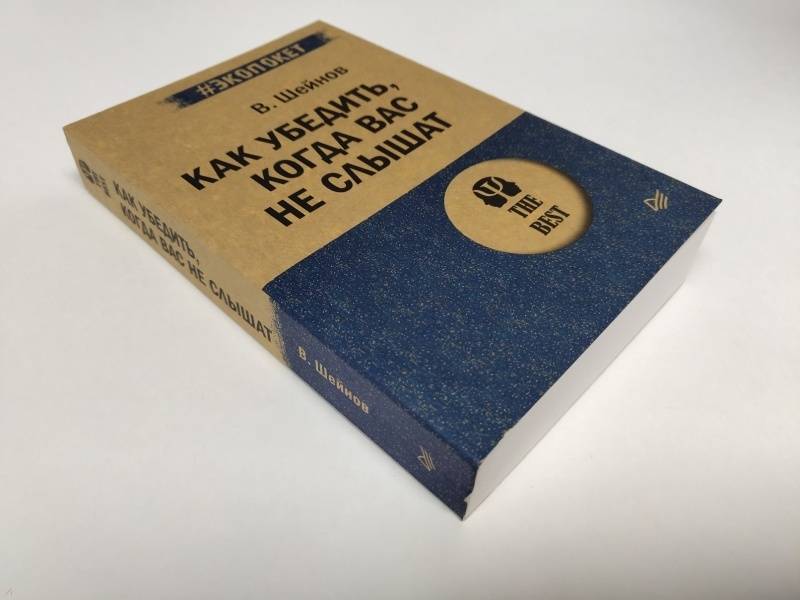 #ЭКОПОКЕТ
В. Шейнов
КАК УБЕДИТЬ,
КОГДА ВАС
НЕ СЛЫШАТ
THE
BEST
КАК УБЕДИТЬ,
КОГДА ВАС НЕ СЛЫШАТ
В. Шейнов